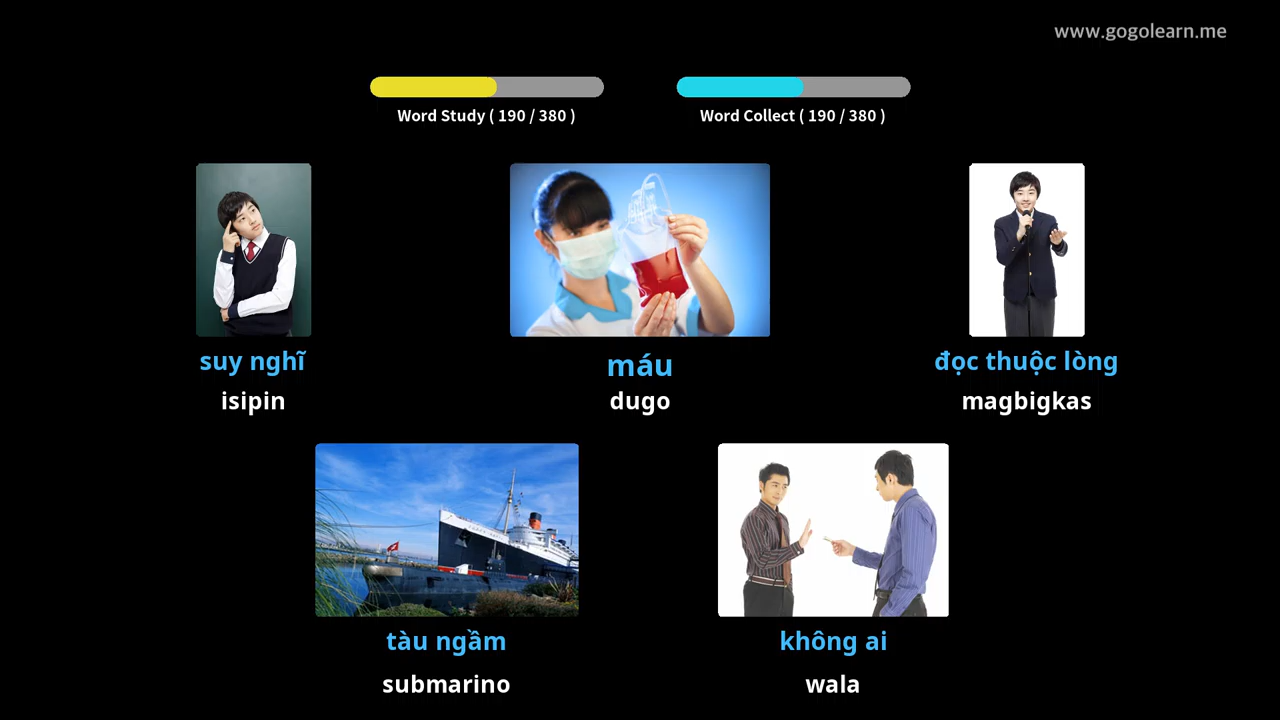 www.gogolearn.me
Word Study ( 190 / 380 )
Word Collect ( 190 / 380 )
suy nghĩ
isipin
máu
dugo
đọc thuộc lòng
magbigkas
tàu ngầm
submarino
không ai
wala